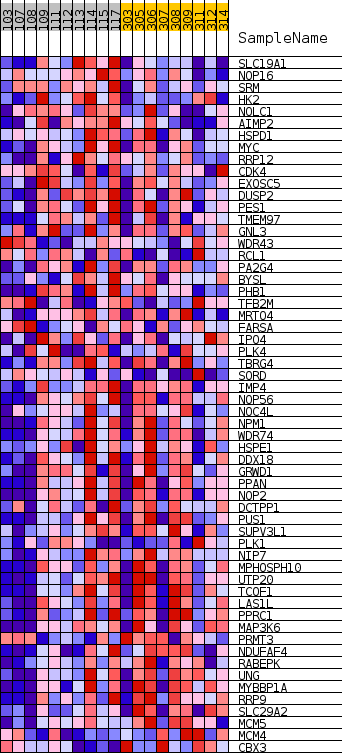 103 107 108 109 111 112 113 114 115 117 303 305 306 307 308 309 311 312 314
SampleName
SLC19A1
NOP16
SRM
HK2
NOLC1
AIMP2
HSPD1
MYC
RRP12
CDK4
EXOSC5
DUSP2
PES1
TMEM97
GNL3
WDR43
RCL1
PA2G4
BYSL
PHB1
TFB2M
MRTO4
FARSA
IPO4
PLK4
TBRG4
SORD
IMP4
NOP56
NOC4L
NPM1
WDR74
HSPE1
DDX18
GRWD1
PPAN
NOP2
DCTPP1
PUS1
SUPV3L1
PLK1
NIP7
MPHOSPH10
UTP20
TCOF1
LAS1L
PPRC1
MAP3K6
PRMT3
NDUFAF4
RABEPK
UNG
MYBBP1A
RRP9
SLC29A2
MCM5
MCM4
CBX3